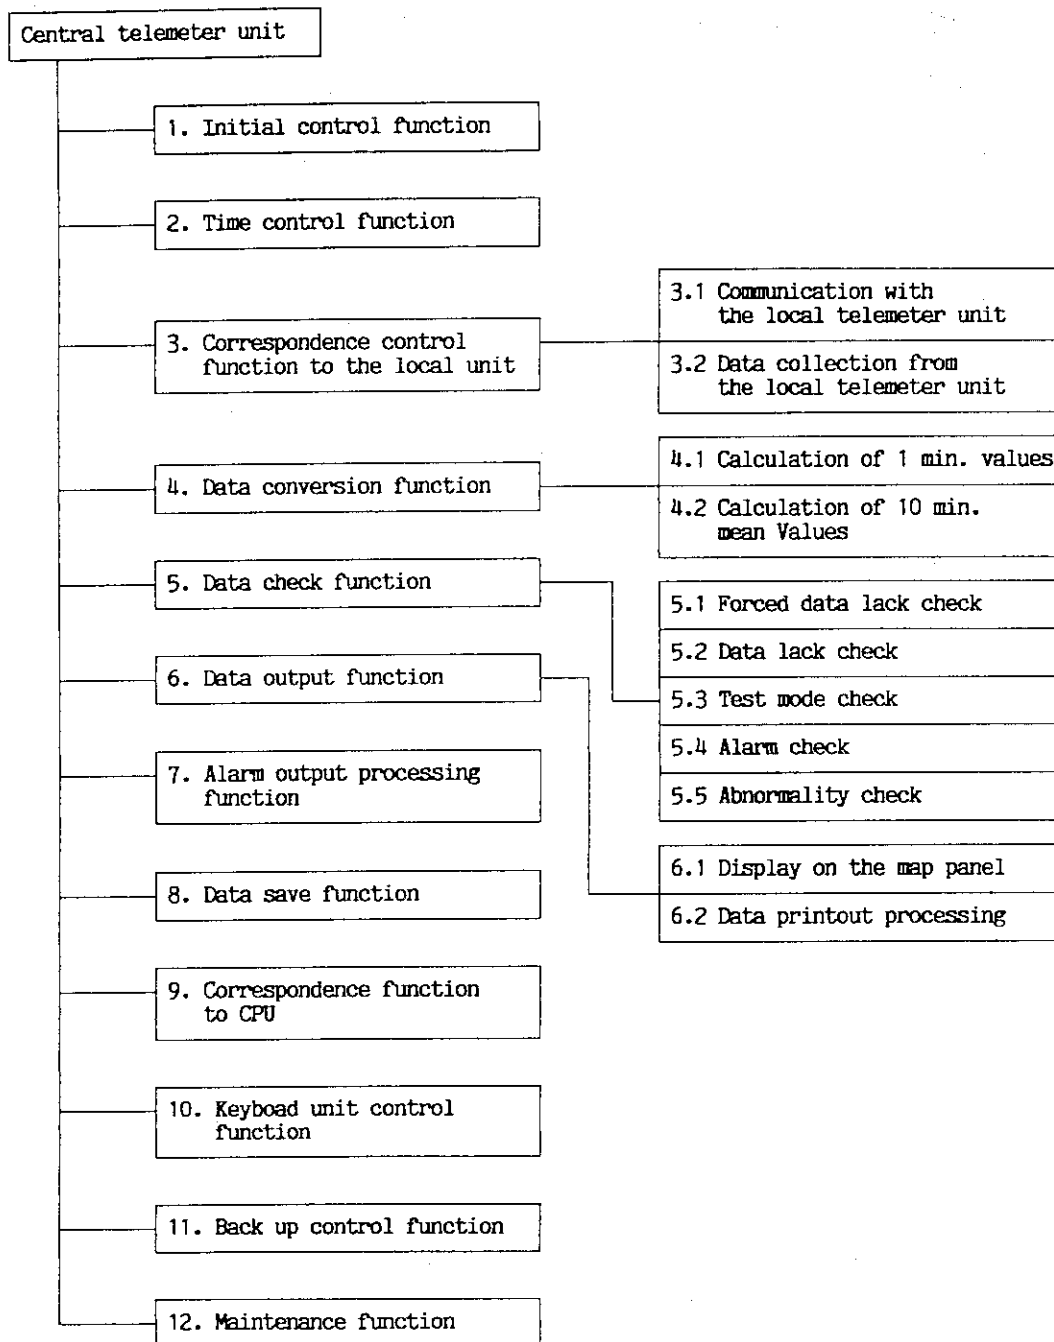 Central telemeter unit
1. Initial control function
2. Time control function
3. Correspondence control
function to the local unit
3.1 Communication with
the local telemeter unit
3.2 Data collection from
the local telemeter unit
4. Data conversion function
4.1 Calculation of 1 min. values
4.2 Calculation of 10 min.
mean Values
5. Data check function
5.1 Forced data lack check
5.2 Data lack check
5.3 Test mode check
5.4 Alarm check
5.5 Abnormality check
6. Data output function
6.1 Display on the map panel
6.2 Data printout processing
7. Alarm output processing
function
8. Data save function
9. Correspondence function
to CPU
10. Keyboad unit control
function
11. Back up control function
12. Maintenance function